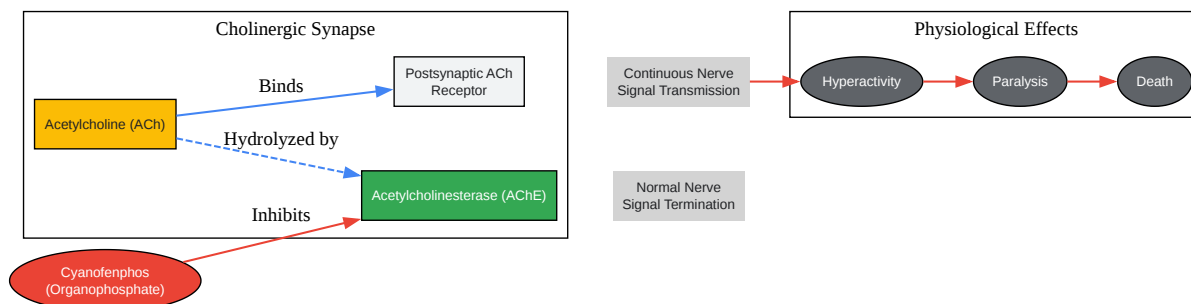 Cholinergic Synapse
Acetylcholine (ACh)
Binds
Postsynaptic ACh
Receptor
Hydrolyzed by
Acetylcholinesterase (AChE)
Inhibits
Cyanofenphos
(Organophosphate)
Continuous Nerve
Signal Transmission
Normal Nerve
Signal Termination
Physiological Effects
Hyperactivity
Paralysis
Death